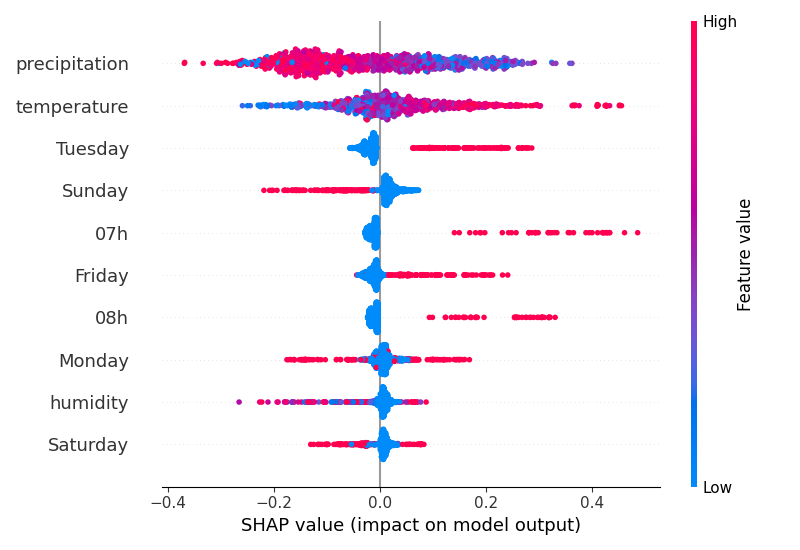 High
precipitation
temperature
Tuesday
Sunday
07h
Friday
08h
Monday
humidity
Saturday
Feature value
Low
−0.4 −0.2 0.0 0.2 0.4
SHAP value (impact on model output)